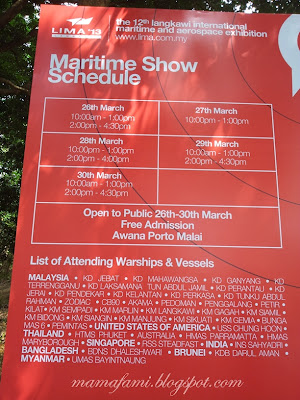 LIMA '13
the 12th langkawi international
maritime and aerospace exhibition
www.lima.com.my
Maritime Show
Schedule
26th March
10:00am - 1:00pm
2:00pm - 4:30pm
27th March
10:00am - 1:00pm
28th March
10:00am - 1:00pm
2:00pm - 4:30pm
29th March
10:00am - 1:00pm
2:00pm - 4:30pm
30th March
10:00am - 1:00pm
2:00pm - 4:30pm
Open to Public 26th-30th March
Free Admission
Awana Porto Malai
List of Attending Warships & Vessels
MALAYSIA • KD JEBAT • KD MAHAWANGSA • KD GANYANG • KD
TERRENGGANU • KD LAKSAMANA TUN ABDUL JAMIL • KD PERANTAU • KD
JERAI • KD PENDEKAR • KD KELANTAN • KD PERKASA • KD TUNKU ABDUL
RAHMAN • ZODIAC • CB90 • AKAMA • PEDOMAN • PENGGALANG • PETIR •
KILAT • KM SEMPADI • KM MARLIN • KM LANGKAWI • KM GAGAH • KM SIAMIL •
KM BIDONG • KM SIANGIN • KM MANJUNG • KM SIKUATI • KM GEMIA • BUNGA
MAS 6 • PEMINTAS • UNITED STATES OF AMERICA • USS CHUNG HOON •
THAILAND • HTMS PHUKET • AUSTRALIA • HMAS PARRAMATTA • HMAS
MARYBOROUGH • SINGAPORE • RSS STEADFAST • INDIA • INS SAHYADRI •
BANGLADESH • BDNS DHALESHWARI • BRUNEI • KDB DARUL AMAN •
MYANMAR • UMAS BAYINTNAUNG
mamafami.blogspot.com